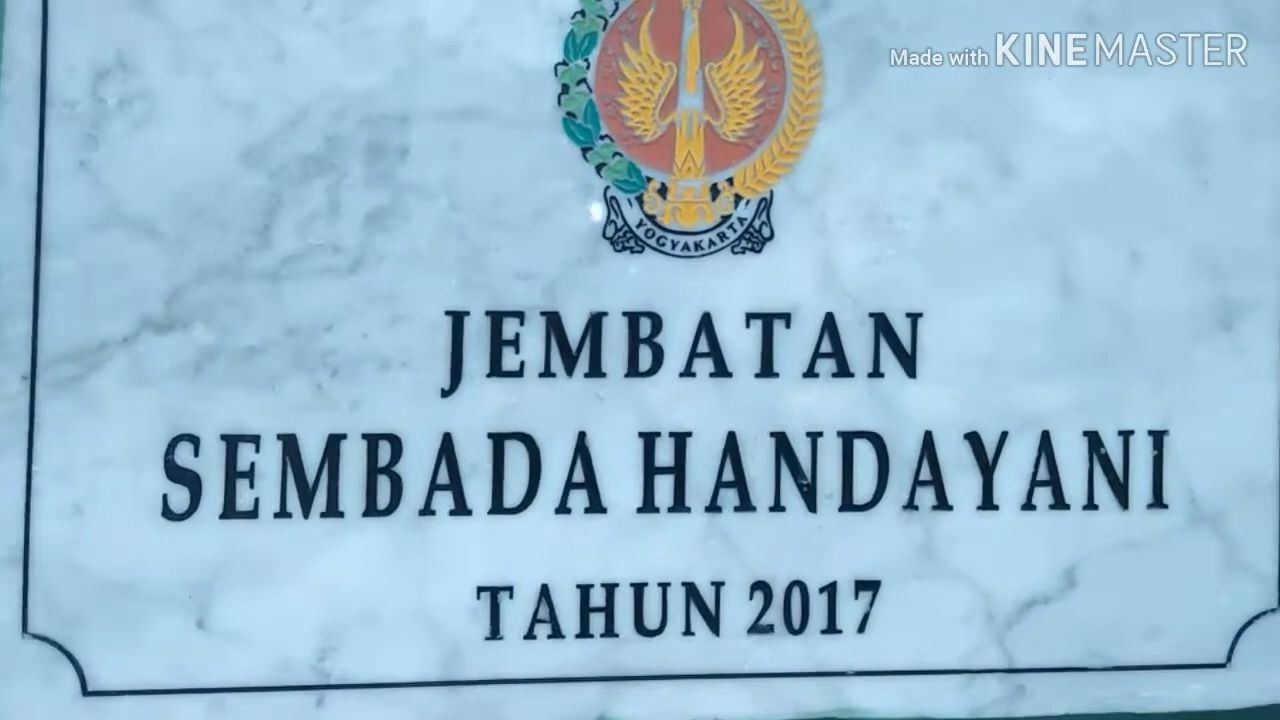 Made with KINEMASTER
YOGYAKARTA
JEMBATAN
SEMBADA HANDAYANI
TAHUN 2017